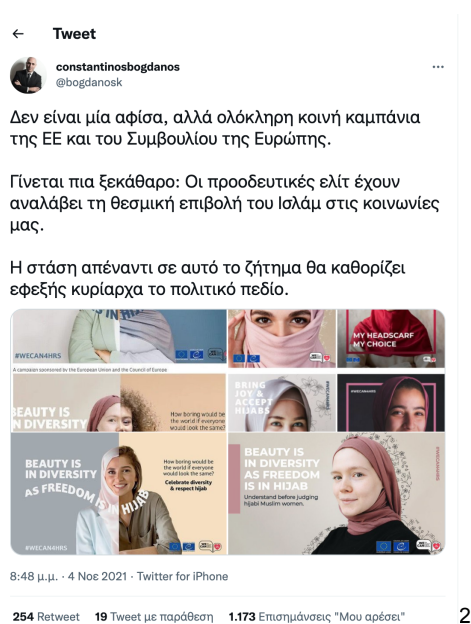 Tweet
constantinosbogdanos
@bogdanosk
Δεν είναι μία αφίσα, αλλά ολόκληρη κοινή καμπάνια
της ΕΕ και του Συμβουλίου της Ευρώπης.
Γίνεται πια ξεκάθαρο: Οι προοδευτικές ελίτ έχουν
αναλάβει τη θεσμική επιβολή του Ισλάμ στις κοινωνίες
μας.
Η στάση απέναντι σε αυτό το ζήτημα θα καθορίζει
εφεξής κυρίαρχα το πολιτικό πεδίο.
#WECAN4HRS
A campaign sponsored by the European Union and the Council of Europe
MY HEADSCARF
MY CHOICE
BEAUTY IS
IN DIVERSITY
How boring would be
the world if everyone
would look the same?
BRING
JOY &
ACCEPT
HIJABS
#WECAN4HRS
BEAUTY IS
IN DIVERSITY
AS FREEDOM IS IN HIJAB
How boring would be
the world if everyone
would look the same?
Celebrate diversity
& respect hijab
#WECAN4HRS
BEAUTY IS
IN DIVERSITY
AS FREEDOM
IS IN HIJAB
Understand before judging
hijabi Muslim women.
8:48 μ.μ. · 4 Νοε 2021 · Twitter for iPhone
254 Retweet 19 Tweet με παράθεση 1.173 Επισημάνσεις "Μου αρέσει"
2